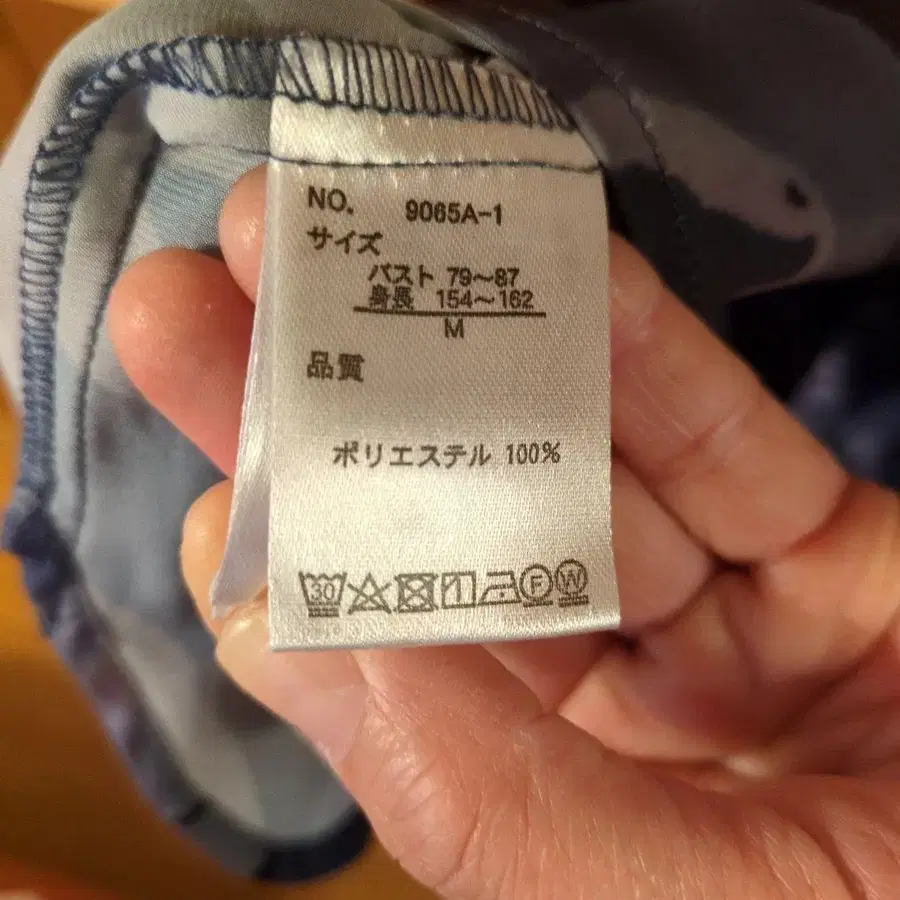 NO. 9065A-1
サイズ
バスト 79~87
身長 154~162
M
品質
ポリエステル 100%
30 F W